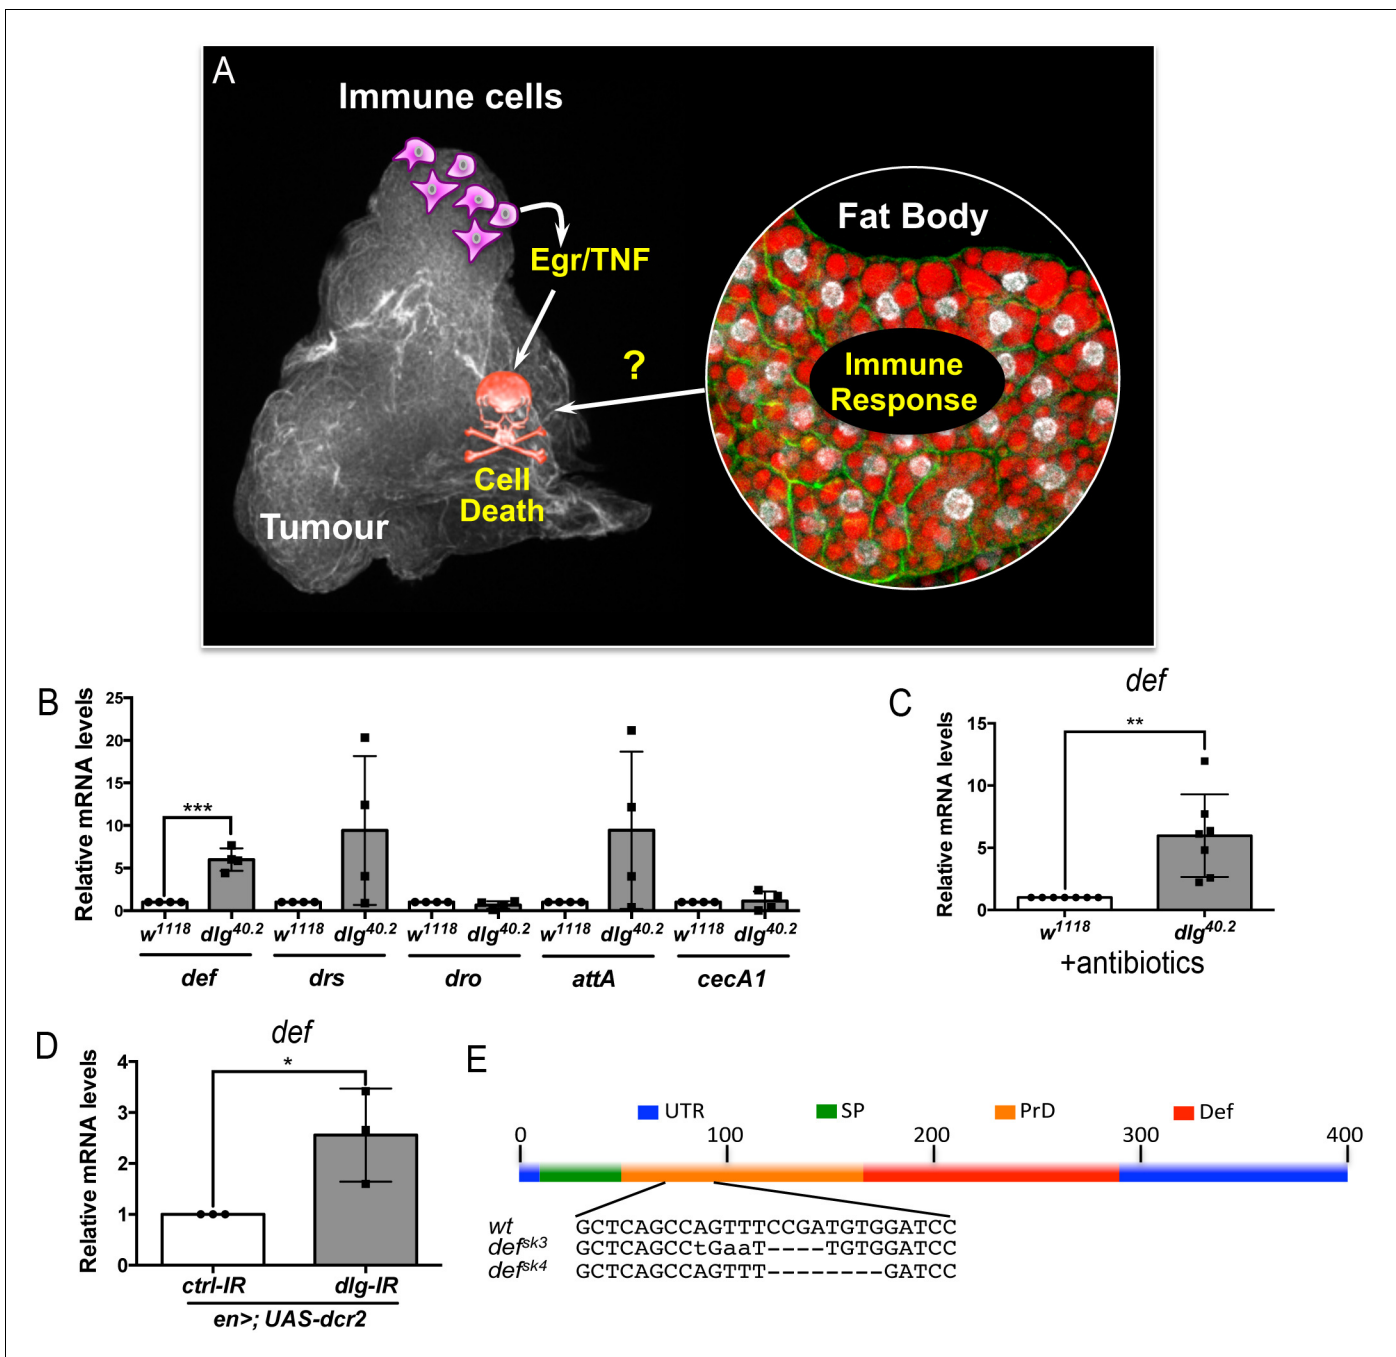 A
Immune cells
Egr/TNF
?
Cell
Death
Tumour
Fat Body
Immune
Response
B
Relative mRNA levels
25
20
15
10
5
0
***
w1118 dlg40.2 w1118 dlg40.2 w1118 dlg40.2 w1118 dlg40.2 w1118 dlg40.2
def drs dro attA cecA1
C
def
Relative mRNA levels
15
10
5
0
**
w1118 dlg40.2
+antibiotics
D
def
Relative mRNA levels
4
3
2
1
0
*
ctrl-IR dlg-IR
en>; UAS-dcr2
E
UTR SP PrD Def
0 100 200 300 400
wt GCTCAGCCAGTTTCCGATGTGGATCC
defsk3 GCTCAGCCtGaaT----TGTGGATCC
defsk4 GCTCAGCCAGTTT--------GATCC